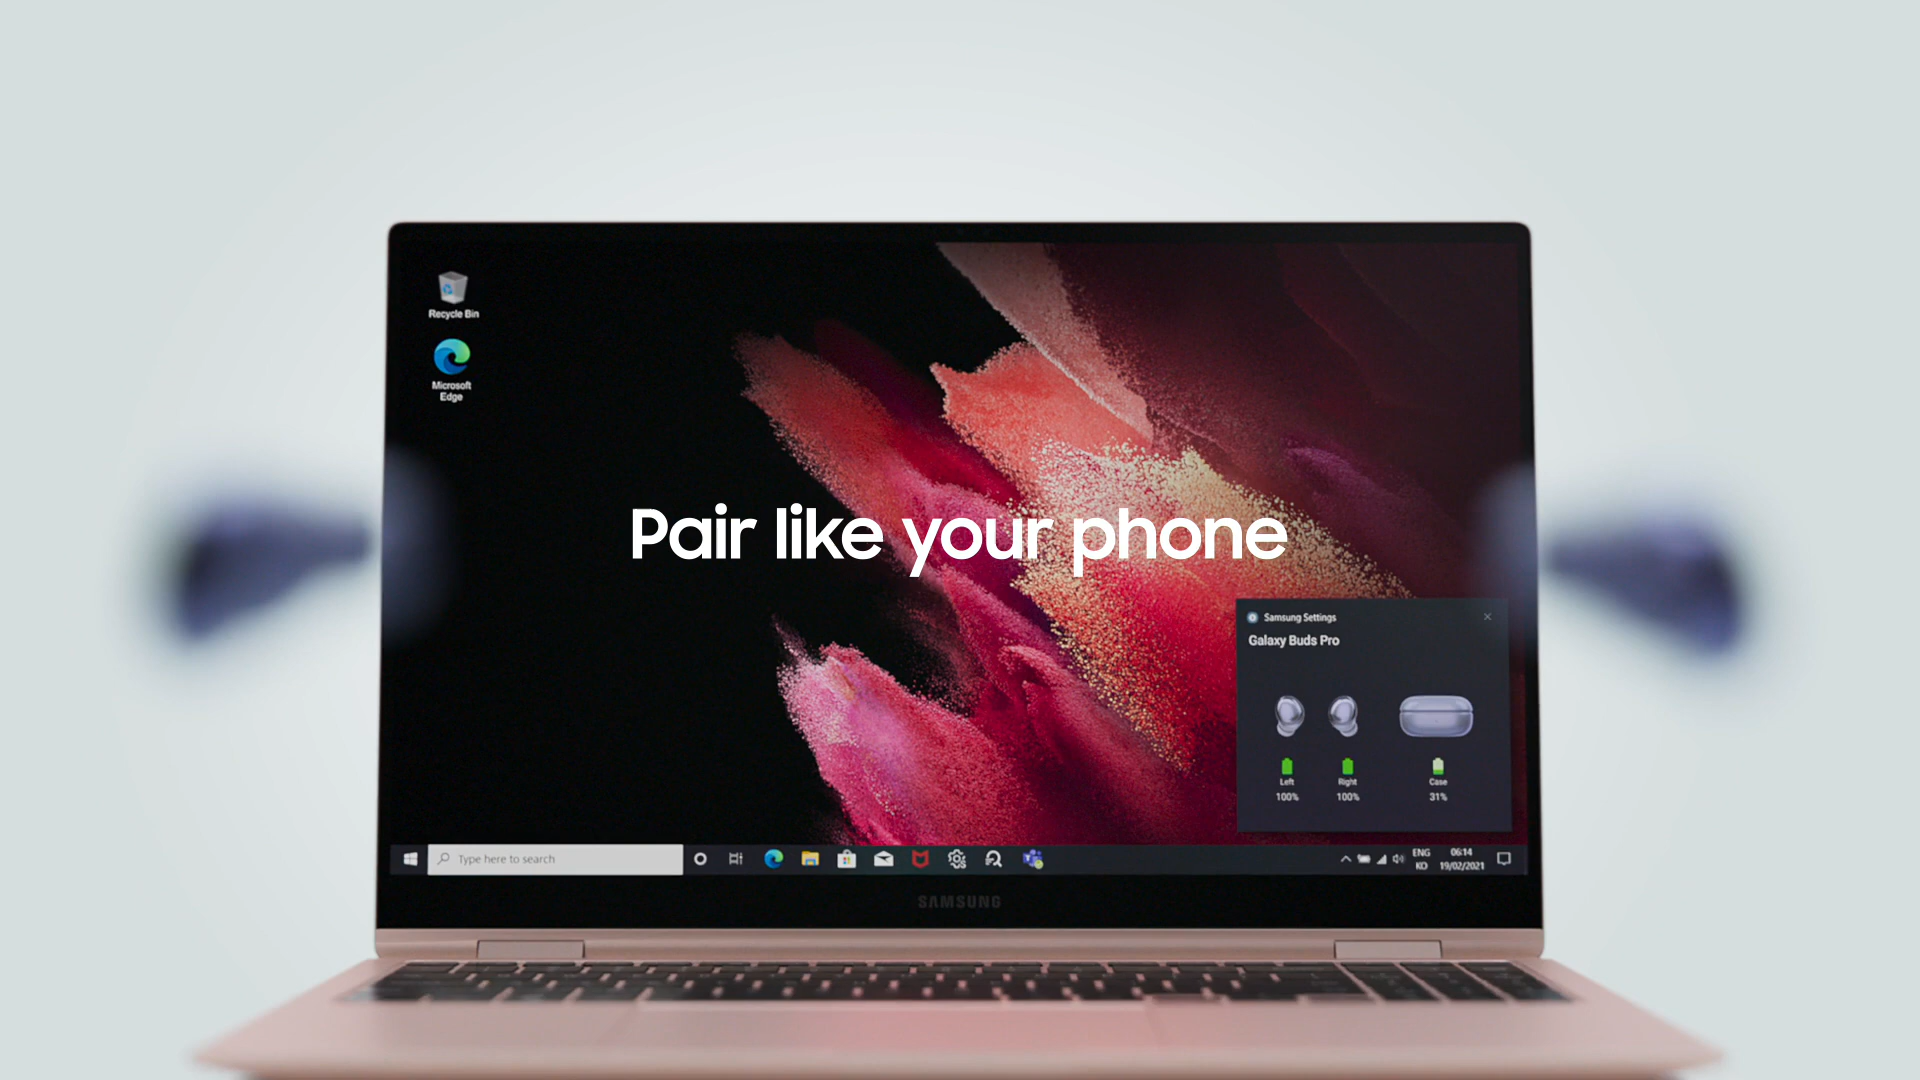 Recycle Bin
Microsoft
Edge
Pair like your phone
Samsung Settings
Galaxy Buds Pro
Left
Right
Case
100%
100%
31%
Type here to search
ENG
KO
06:14
19/02/2021
SAMSUNG